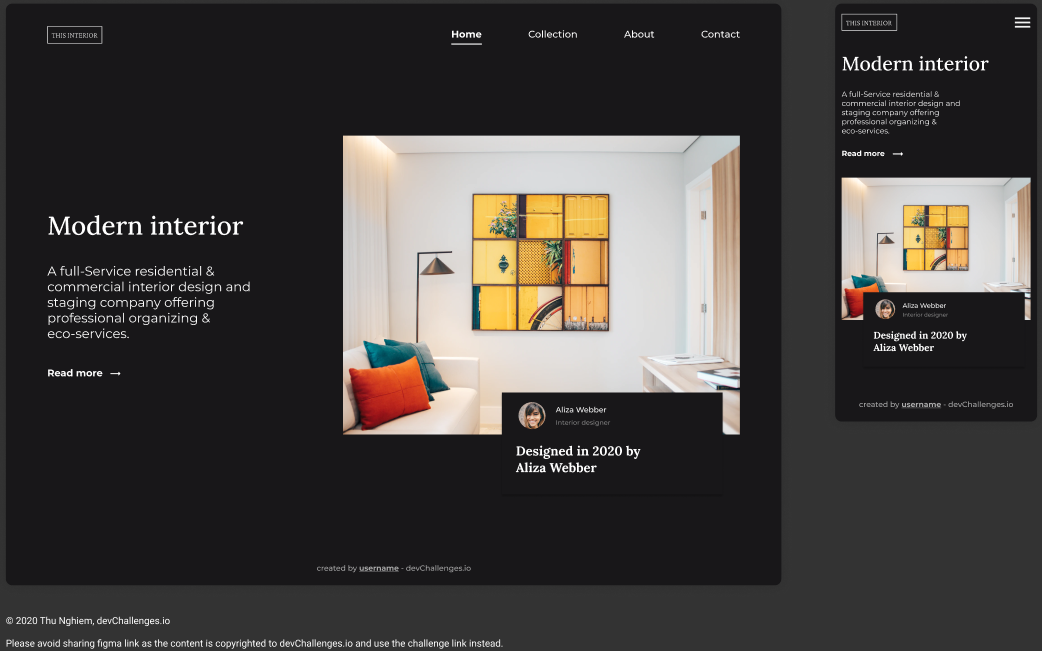 THIS INTERIOR
Home Collection About Contact
Modern interior
A full-Service residential &
commercial interior design and
staging company offering
professional organizing &
eco-services.
Read more
Aliza Webber
Interior designer
Designed in 2020 by
Aliza Webber
created by username - devChallenges.io
THIS INTERIOR
Modern interior
A full-Service residential &
commercial interior design and
staging company offering
professional organizing &
eco-services.
Read more
Aliza Webber
Interior designer
Designed in 2020 by
Aliza Webber
created by username - devChallenges.io
© 2020 Thu Nghiem, devChallenges.io
Please avoid sharing figma link as the content is copyrighted to devChallenges.io and use the challenge link instead.